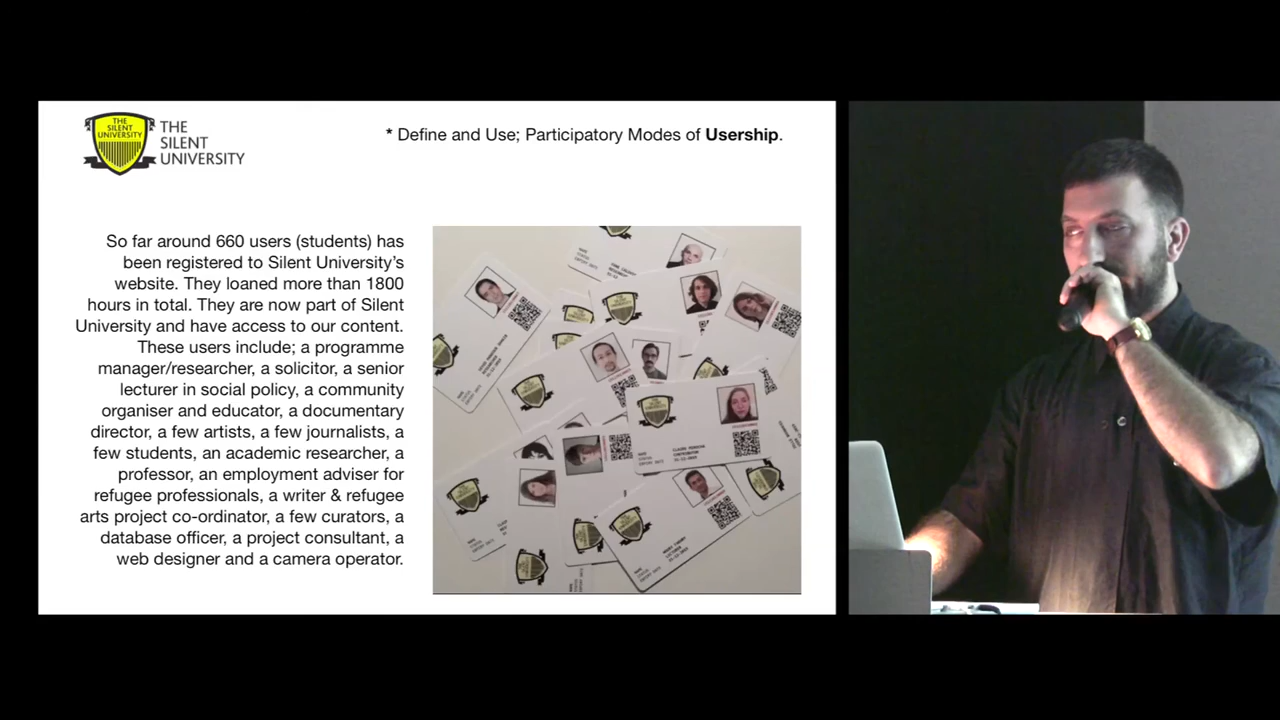 THE
SILENT
UNIVERSITY
THE
SILENT
UNIVERSITY
* Define and Use; Participatory Modes of Usership.
So far around 660 users (students) has
been registered to Silent University's
website. They loaned more than 1800
hours in total. They are now part of Silent
University and have access to our content.
These users include; a programme
manager/researcher, a solicitor, a senior
lecturer in social policy, a community
organiser and educator, a documentary
director, a few artists, a few journalists, a
few students, an academic researcher, a
professor, an employment adviser for
refugee professionals, a writer & refugee
arts project co-ordinator, a few curators, a
database officer, a project consultant, a
web designer and a camera operator.